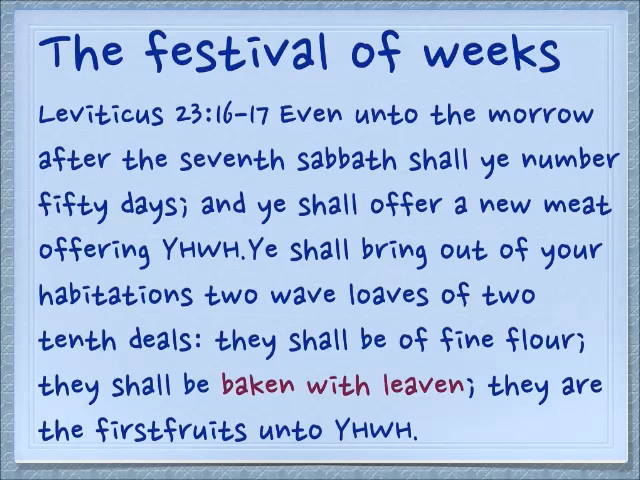 The festival of weeks
Leviticus 23:16-17 Even unto the morrow
after the seventh sabbath shall ye number
fifty days; and ye shall offer a new meat
offering YHWH.Ye shall bring out of your
habitations two wave loaves of two
tenth deals: they shall be of fine flour;
they shall be baken with leaven; they are
the firstfruits unto YHWH.